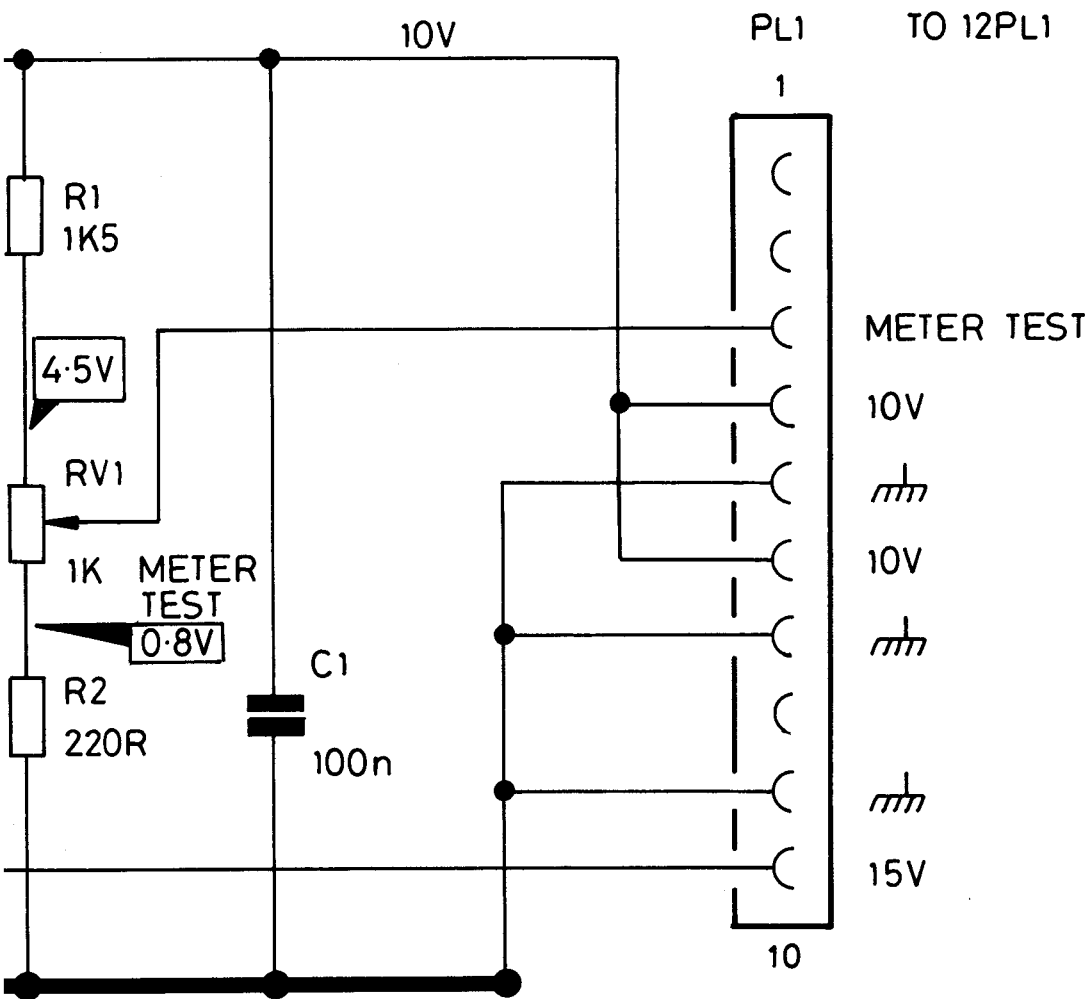 10V
PL1
TO 12PL1
1
R1
1K5
4·5V
METER TEST
10V
RV1
1K
METER
TEST
0·8V
10V
C1
R2
220R
100n
15V
10